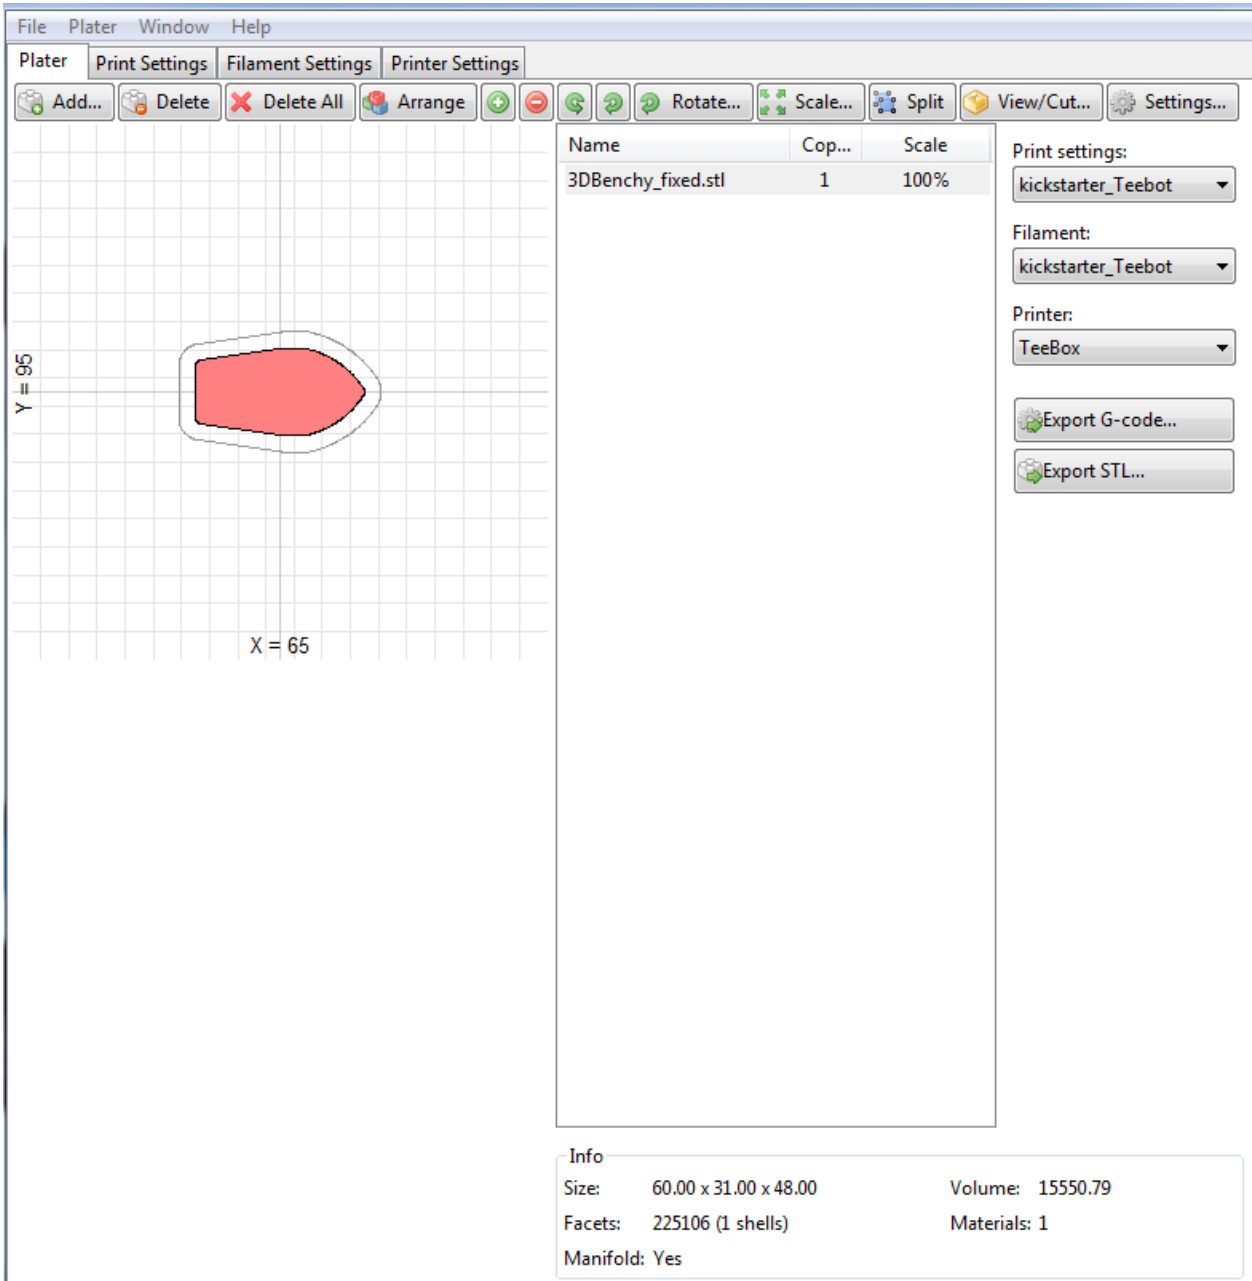 File Plater Window Help
Plater Print Settings Filament Settings Printer Settings
Add... Delete Delete All Arrange Rotate... Scale... Split View/Cut... Settings...
Name Cop... Scale
3DBenchy_fixed.stl 1 100%
Y = 95
X = 65
Print settings:
kickstarter_Teebot
Filament:
kickstarter_Teebot
Printer:
TeeBox
Export G-code...
Export STL...
Info
Size: 60.00 x 31.00 x 48.00 Volume: 15550.79
Facets: 225106 (1 shells) Materials: 1
Manifold: Yes